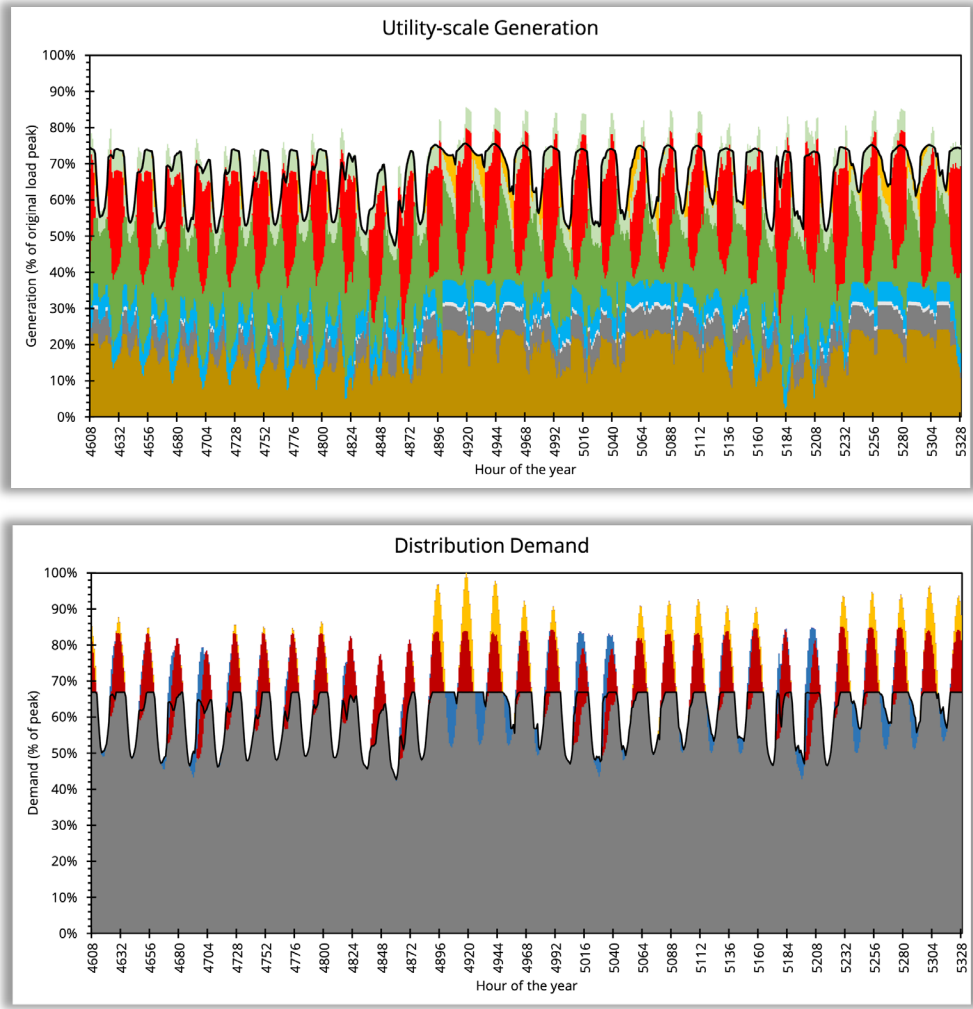 Utility-scale Generation
100%
90%
80%
70%
60%
50%
40%
30%
20%
10%
0%
Generation (% of original load peak)
4608 4632 4656 4680 4704 4728 4752 4776 4800 4824 4848 4872 4896 4920 4944 4968 4992 5016 5040 5064 5088 5112 5136 5160 5184 5208 5232 5256 5280 5304 5328
Hour of the year
Distribution Demand
100%
90%
80%
70%
60%
50%
40%
30%
20%
10%
0%
Demand (% of peak)
4608 4632 4656 4680 4704 4728 4752 4776 4800 4824 4848 4872 4896 4920 4944 4968 4992 5016 5040 5064 5088 5112 5136 5160 5184 5208 5232 5256 5280 5304 5328
Hour of the year